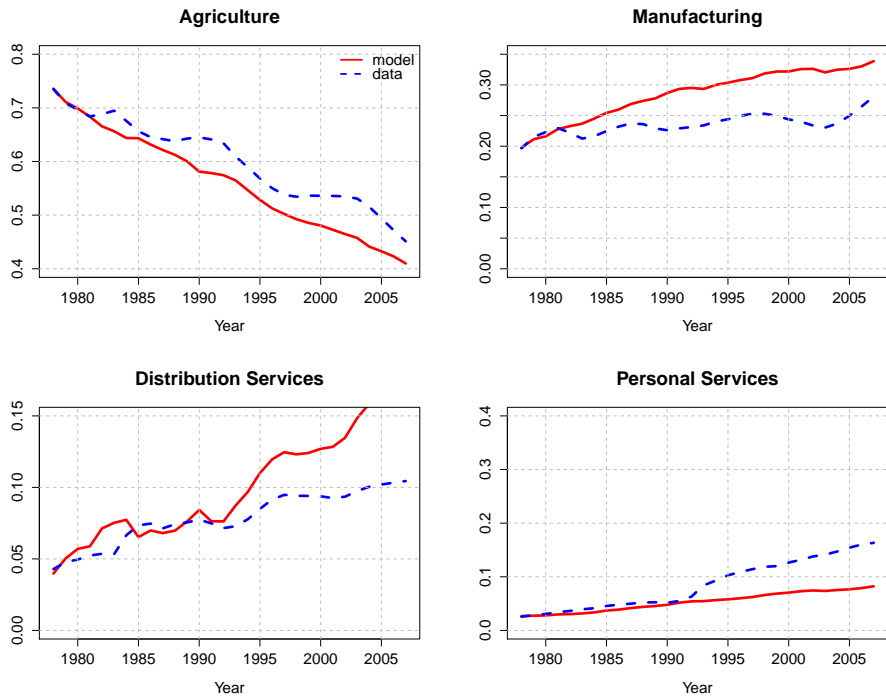 Agriculture
0.4 0.5 0.6 0.7 0.8
model
data
1980 1985 1990 1995 2000 2005
Year
Manufacturing
0.00 0.10 0.20 0.30
1980 1985 1990 1995 2000 2005
Year
Distribution Services
0.00 0.05 0.10 0.15
1980 1985 1990 1995 2000 2005
Year
Personal Services
0.0 0.1 0.2 0.3 0.4
1980 1985 1990 1995 2000 2005
Year